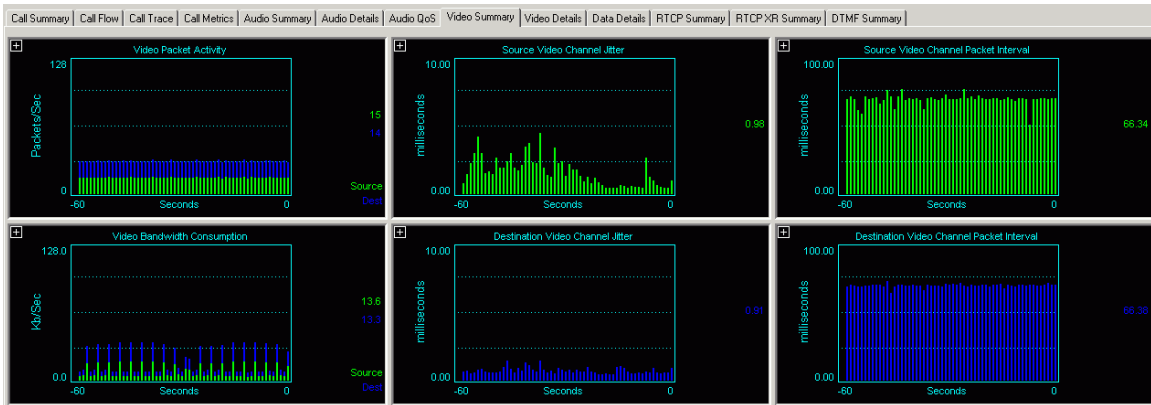 Call Summary Call Flow Call Trace Call Metrics Audio Summary Audio Details Audio QoS Video Summary Video Details Data Details RTCP Summary RTCP XR Summary DTMF Summary
Video Packet Activity
128
Packets/Sec
0
-60
Seconds
0
15
14
Source
Dest
Source Video Channel Jitter
10.00
milliseconds
0.00
-60
Seconds
0
0.98
Source Video Channel Packet Interval
100.00
milliseconds
0.00
-60
Seconds
0
66.34
Video Bandwidth Consumption
128.0
Kb/Sec
0.0
-60
Seconds
0
13.6
13.2
Source
Dest
Destination Video Channel Jitter
10.00
milliseconds
0.00
-60
Seconds
0
0.91
Destination Video Channel Packet Interval
100.00
milliseconds
0.00
-60
Seconds
0
66.38